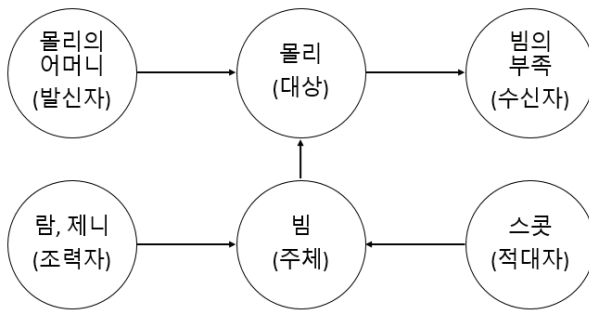 몰리의
어머니
(발신자)
몰리
(대상)
빔의
부족
(수신자)
람, 제니
(조력자)
빔
(주체)
스콧
(적대자)